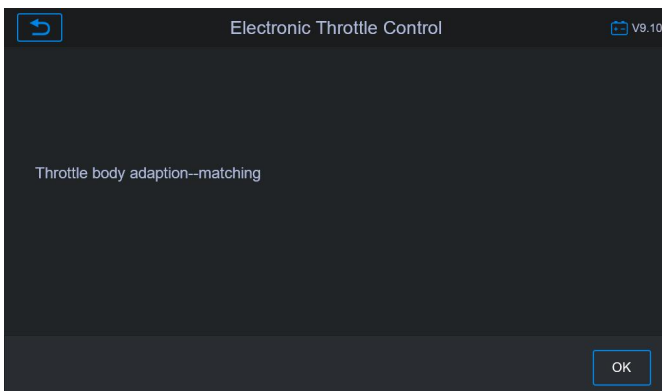 Electronic Throttle Control
V9.10
Throttle body adaption--matching
OK